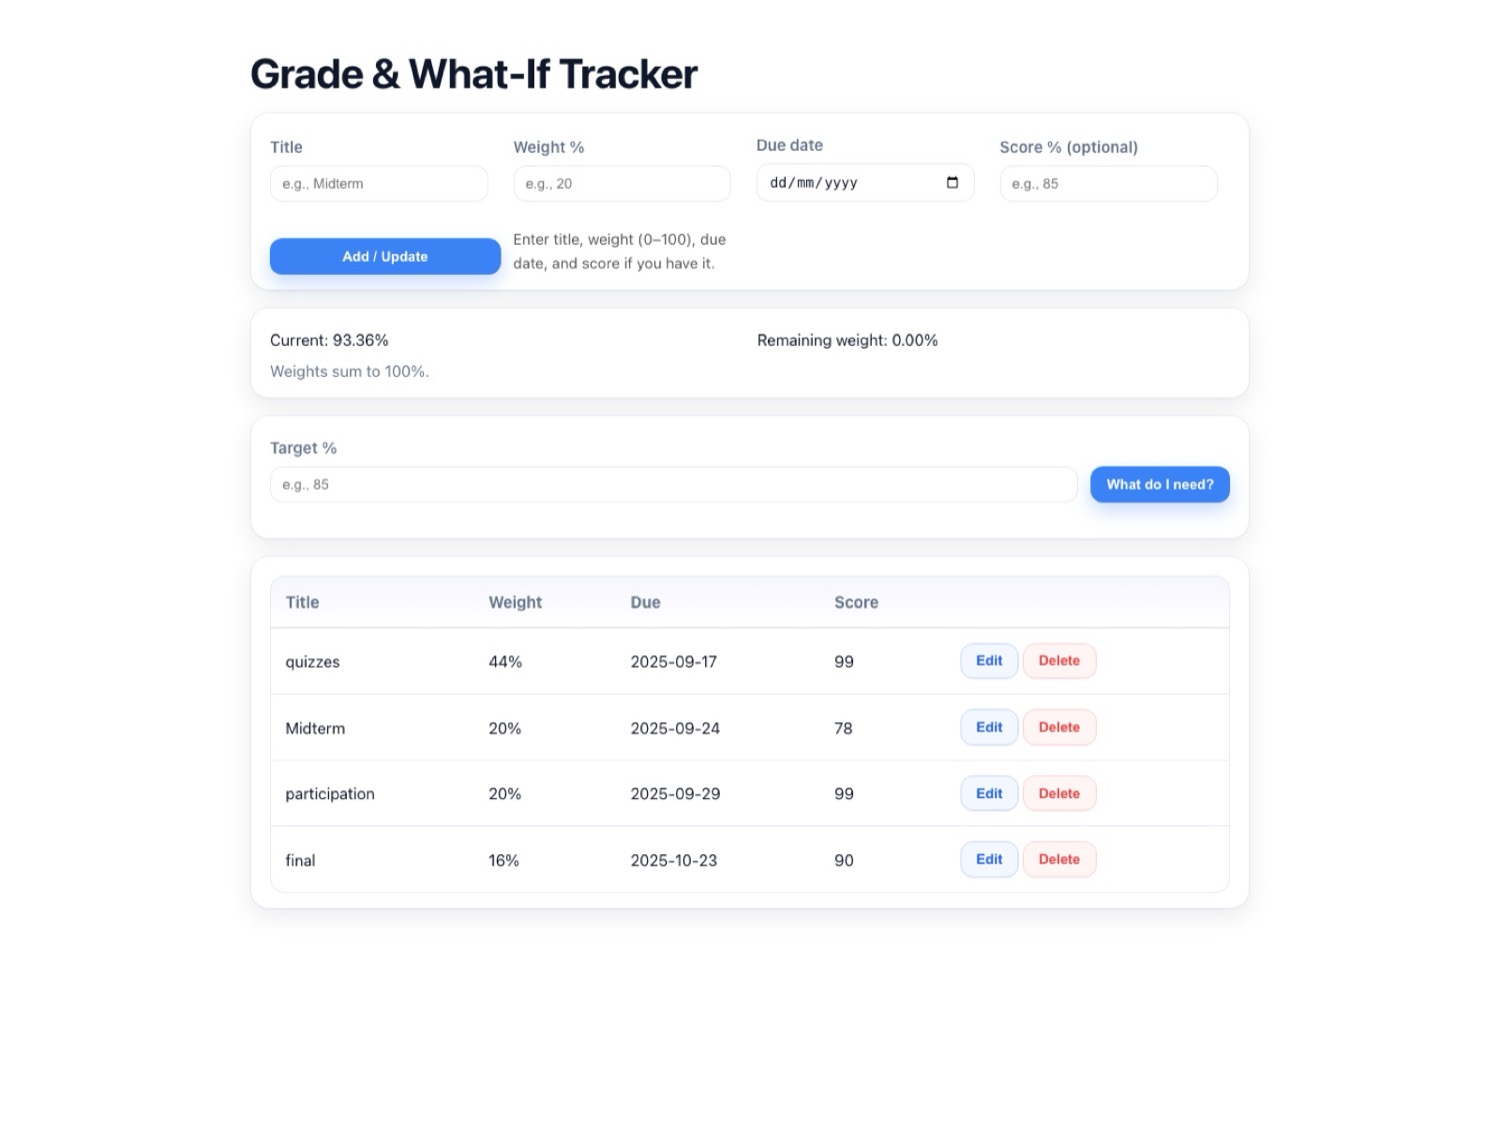 Grade & What-If Tracker
Title Weight % Due date Score % (optional)
e.g., Midterm e.g., 20 dd/mm/yyyy e.g., 85
Add / Update Enter title, weight (0–100), due
date, and score if you have it.
Current: 93.36% Remaining weight: 0.00%
Weights sum to 100%.
Target %
e.g., 85 What do I need?
Title Weight Due Score
quizzes 44% 2025-09-17 99 Edit Delete
Midterm 20% 2025-09-24 78 Edit Delete
participation 20% 2025-09-29 99 Edit Delete
final 16% 2025-10-23 90 Edit Delete